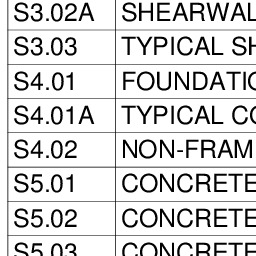 S3.02A SHEARWAL
S3.03 TYPICAL SH
S4.01 FOUNDATIO
S4.01A TYPICAL CO
S4.02 NON-FRAM
S5.01 CONCRETE
S5.02 CONCRETE
S5.03 CONCRETE